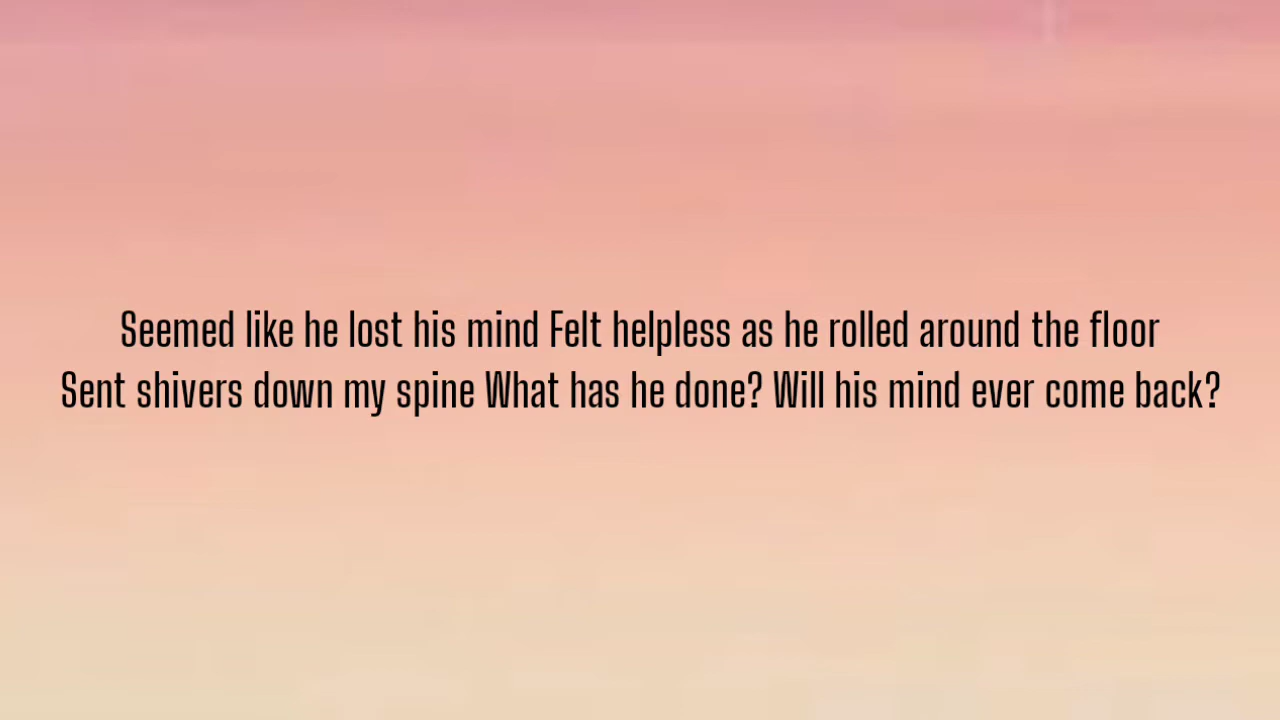 Seemed like he lost his mind Felt helpless as he rolled around the floor
Sent shivers down my spine What has he done? Will his mind ever come back?